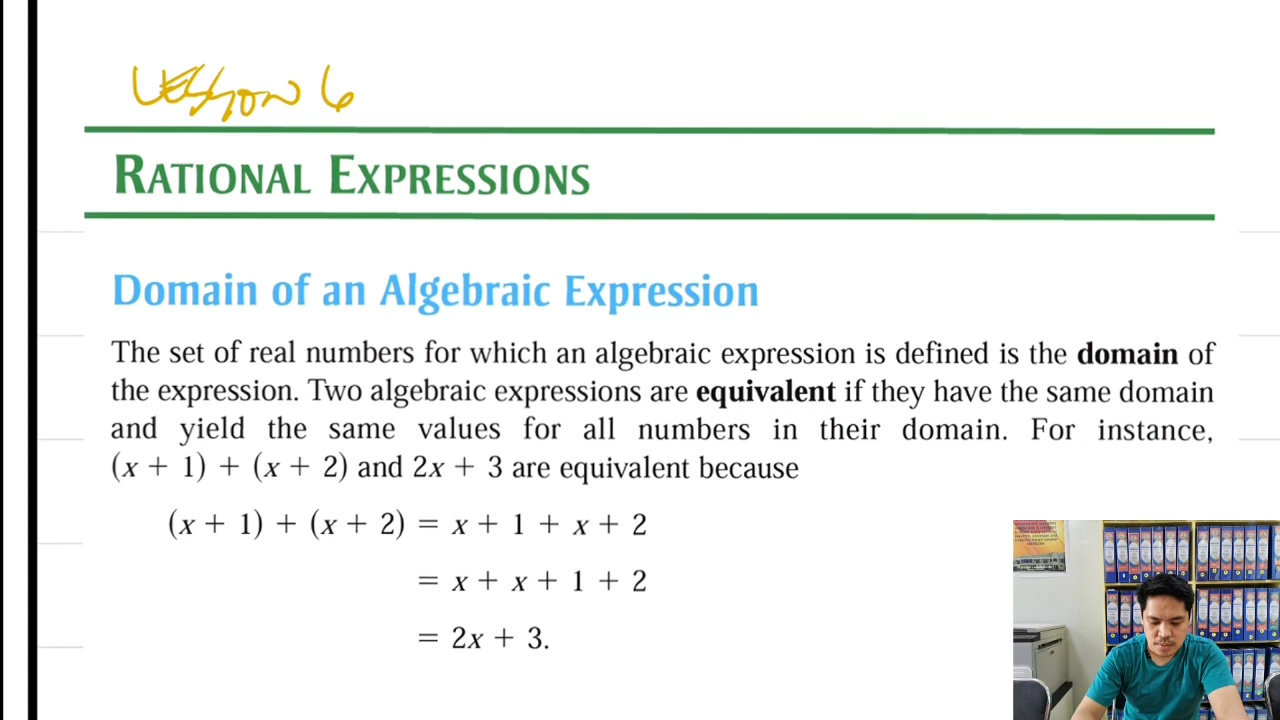 Lesson 6
RATIONAL EXPRESSIONS
Domain of an Algebraic Expression
The set of real numbers for which an algebraic expression is defined is the domain of
the expression. Two algebraic expressions are equivalent if they have the same domain
and yield the same values for all numbers in their domain. For instance,
(x + 1) + (x + 2) and 2x + 3 are equivalent because
(x + 1) + (x + 2) = x + 1 + x + 2
= x + x + 1 + 2
= 2x + 3.